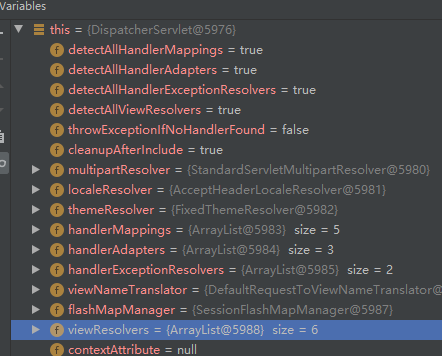 Variables
this = {DispatcherServlet@5976}
f detectAllHandlerMappings = true
f detectAllHandlerAdapters = true
f detectAllHandlerExceptionResolvers = true
f detectAllViewResolvers = true
f throwExceptionIfNoHandlerFound = false
f cleanupAfterInclude = true
f multipartResolver = {StandardServletMultipartResolver@5980}
f localeResolver = {AcceptHeaderLocaleResolver@5981}
f themeResolver = {FixedThemeResolver@5982}
f handlerMappings = {ArrayList@5983} size = 5
f handlerAdapters = {ArrayList@5984} size = 3
f handlerExceptionResolvers = {ArrayList@5985} size = 2
f viewNameTranslator = {DefaultRequestToViewNameTranslator@
f flashMapManager = {SessionFlashMapManager@5987}
f viewResolvers = {ArrayList@5988} size = 6
f contextAttribute = null